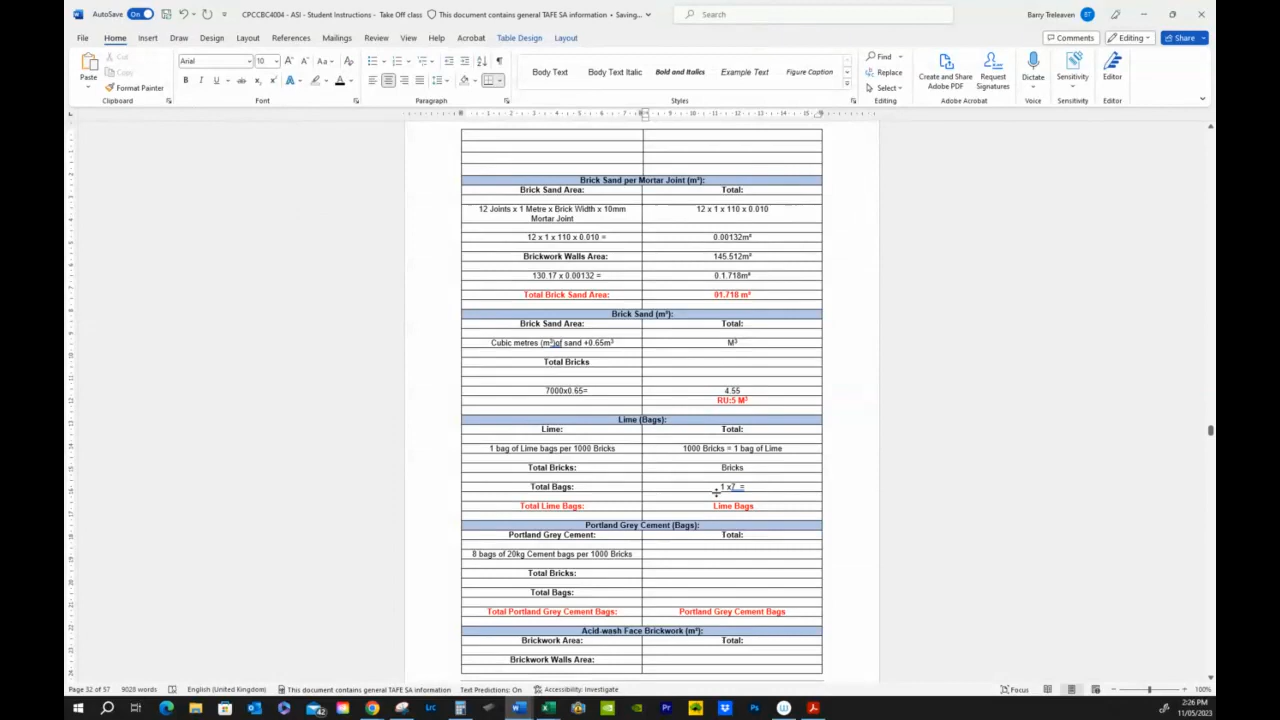 AutoSave On CPCCBC4004 - ASI - Student Instructions - Take Off class This document contains general TAFE SA information • Saving... Search Barry Treleaven BT
File Home Insert Draw Design Layout References Mailings Review View Help Acrobat Table Design Layout Comments Editing Share
Paste Cut Copy Format Painter Arial 10 Body Text Body Text Italic Bold and Italics Example Text Figure Caption Find Replace Select Create and Share Adobe PDF Request Signatures Dictate Sensitivity Editor
Clipboard Font Paragraph Styles Editing Adobe Acrobat Voice Sensitivity Editor
Brick Sand per Mortar Joint (m³):
Brick Sand Area: Total:
12 Joints x 1 Metre x Brick Width x 10mm 12 x 1 x 110 x 0.010
Mortar Joint
12 x 1 x 110 x 0.010 = 0.00132m³
Brickwork Walls Area: 145.512m²
130.17 x 0.00132 = 0.1.718m³
Total Brick Sand Area: 01.718 m³
Brick Sand (m³):
Brick Sand Area: Total:
Cubic metres (m³)of sand +0.65m³ M³
Total Bricks
7000x0.65= 4.55
RU:5 M³
Lime (Bags):
Lime: Total:
1 bag of Lime bags per 1000 Bricks 1000 Bricks = 1 bag of Lime
Total Bricks: Bricks
Total Bags: 1 x7 =
Total Lime Bags: Lime Bags
Portland Grey Cement (Bags):
Portland Grey Cement: Total:
8 bags of 20kg Cement bags per 1000 Bricks
Total Bricks:
Total Bags:
Total Portland Grey Cement Bags: Portland Grey Cement Bags
Acid-wash Face Brickwork (m²):
Brickwork Area: Total:
Brickwork Walls Area:
Page 32 of 57 9028 words English (United Kingdom) This document contains general TAFE SA information Text Predictions: On Accessibility: Investigate Focus 100%
2:26 PM
11/05/2023